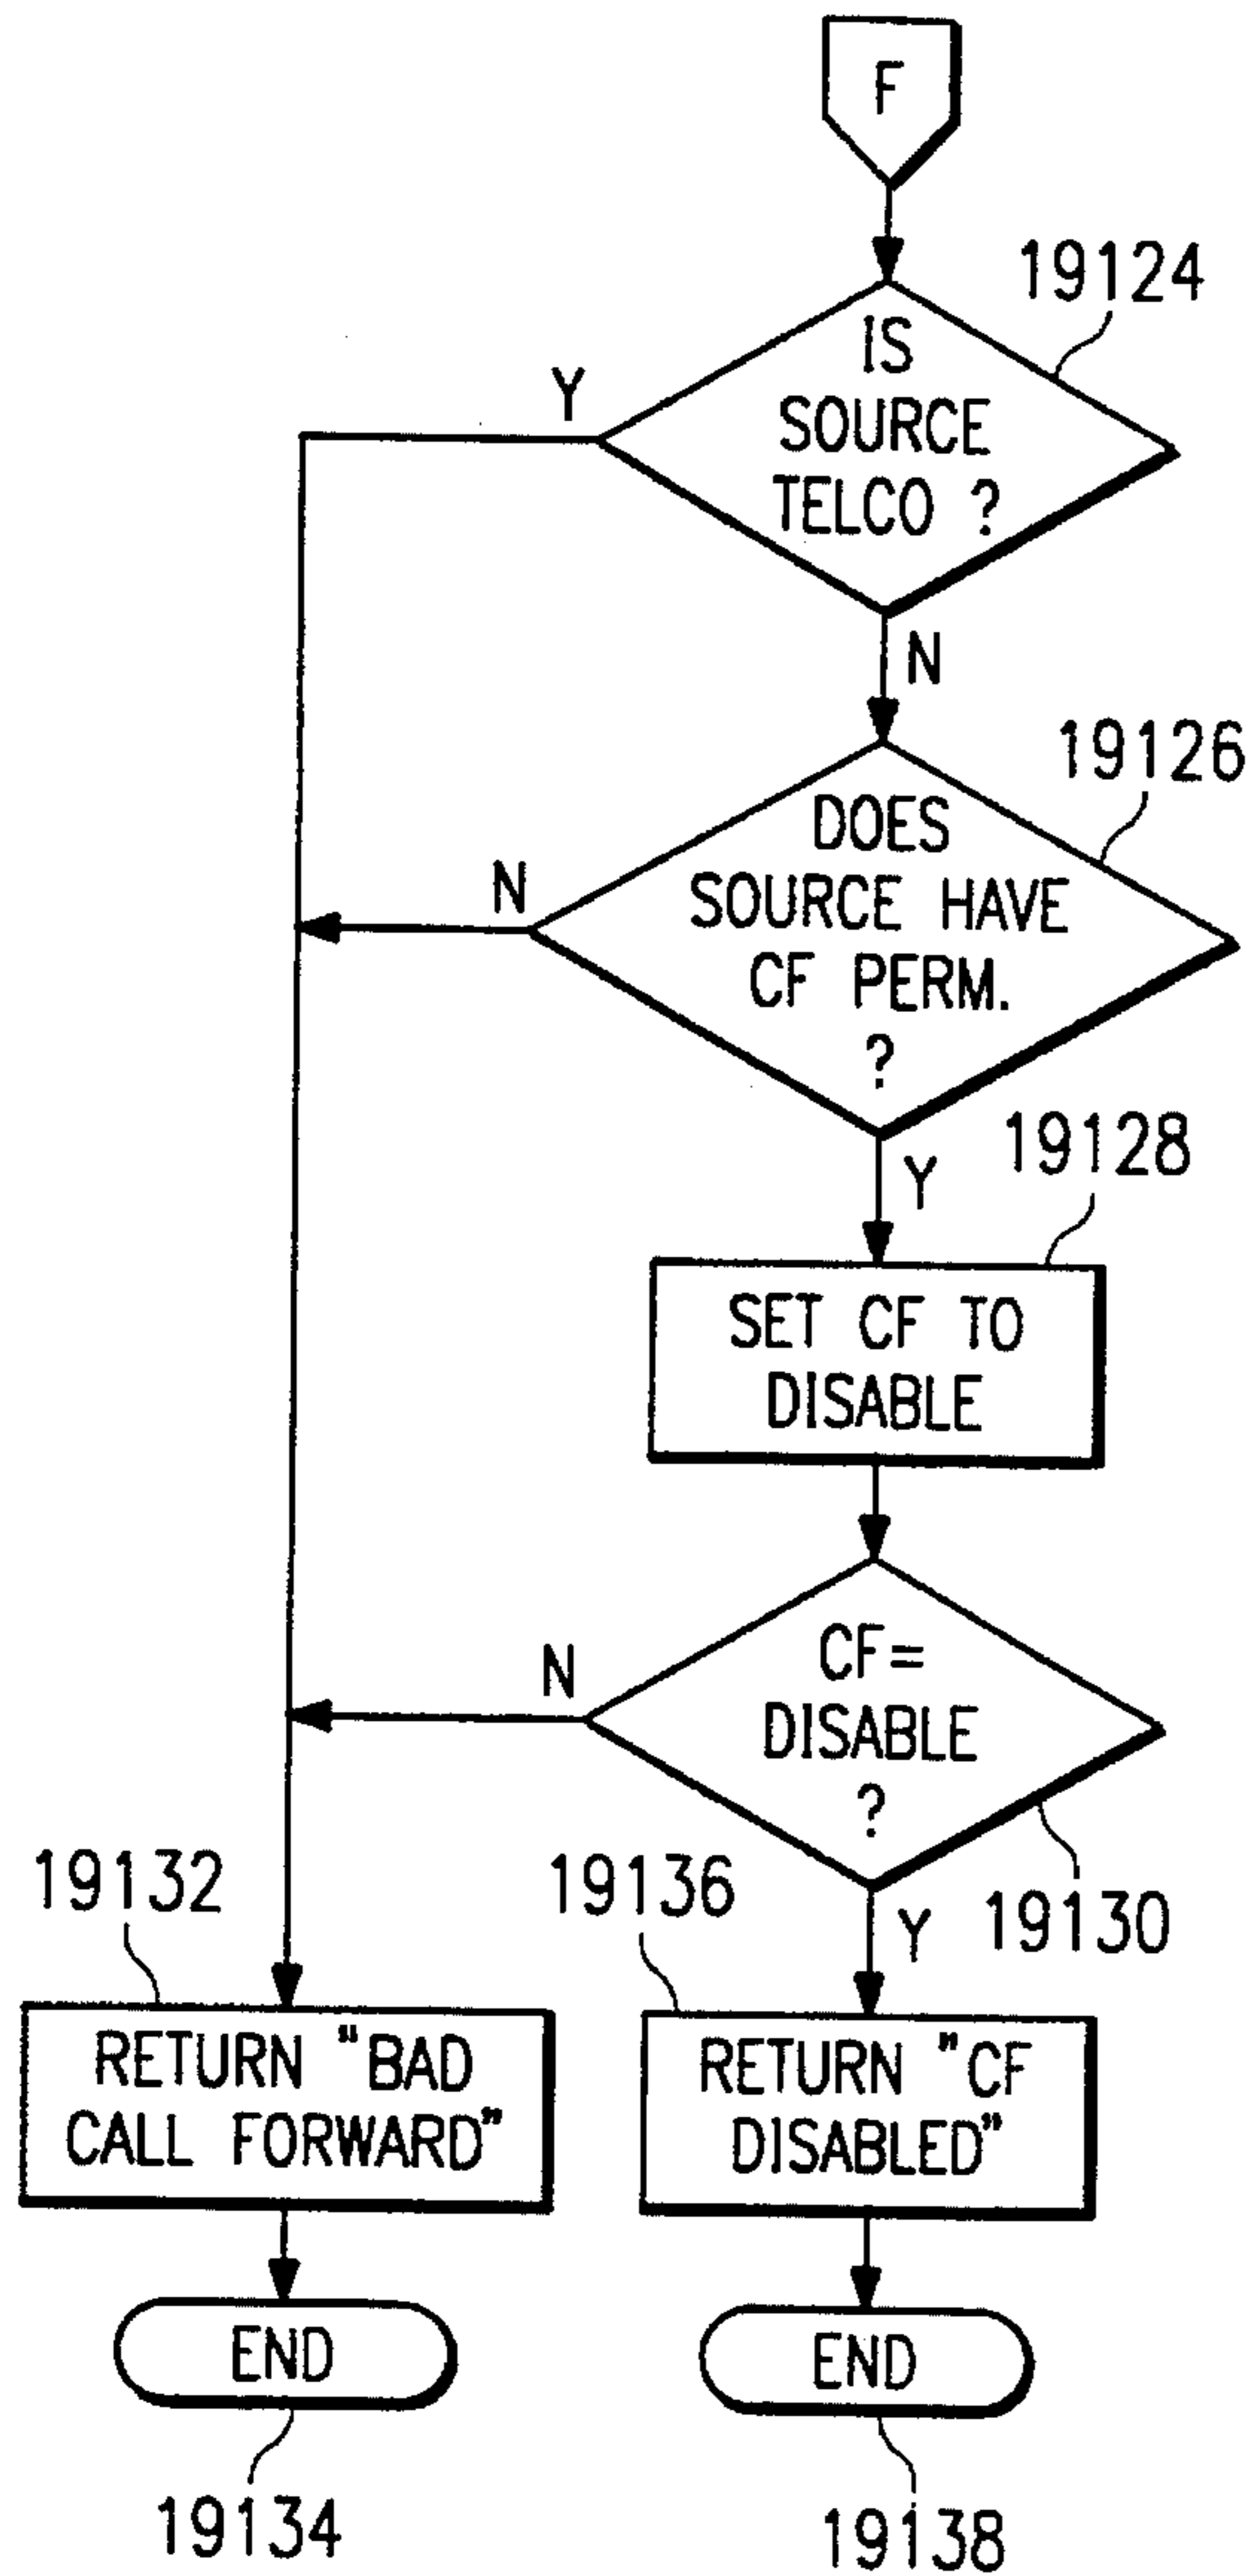 F
19124
IS
SOURCE
TELCO ?
Y
N
19126
DOES
SOURCE HAVE
CF PERM.
?
N
Y
19128
SET CF TO
DISABLE
CF=
DISABLE
?
N
Y
19130
19132
RETURN "BAD
CALL FORWARD"
19136
RETURN "CF
DISABLED"
END
END
19134
19138